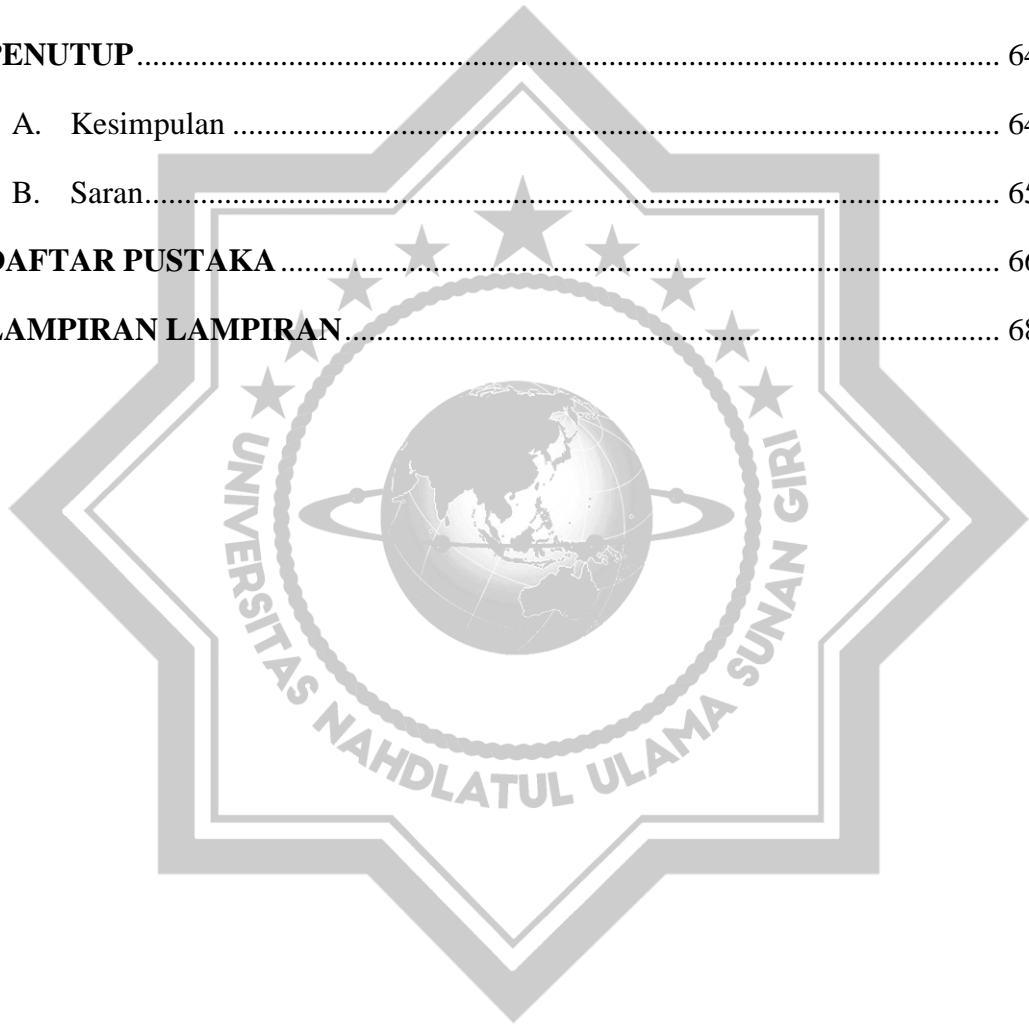 PENUTUP........ 64
A. Kesimpulan ........ 64
B. Saran........ 65
DAFTAR PUSTAKA ........ 66
LAMPIRAN LAMPIRAN........ 68
UNIVERSITAS NAHDLATUL ULAMA SUNAN GIRI